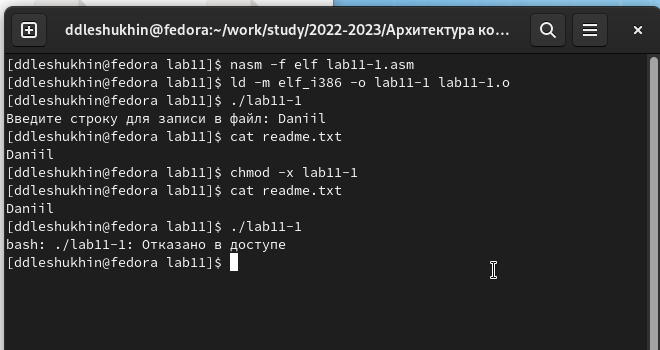 ddleshukhin@fedora:~/work/study/2022-2023/Архитектура ко...
[ddleshukhin@fedora lab11]$ nasm -f elf lab11-1.asm
[ddleshukhin@fedora lab11]$ ld -m elf_i386 -o lab11-1 lab11-1.o
[ddleshukhin@fedora lab11]$ ./lab11-1
Введите строку для записи в файл: Daniil
[ddleshukhin@fedora lab11]$ cat readme.txt
Daniil
[ddleshukhin@fedora lab11]$ chmod -x lab11-1
[ddleshukhin@fedora lab11]$ cat readme.txt
Daniil
[ddleshukhin@fedora lab11]$ ./lab11-1
bash: ./lab11-1: Отказано в доступе
[ddleshukhin@fedora lab11]$